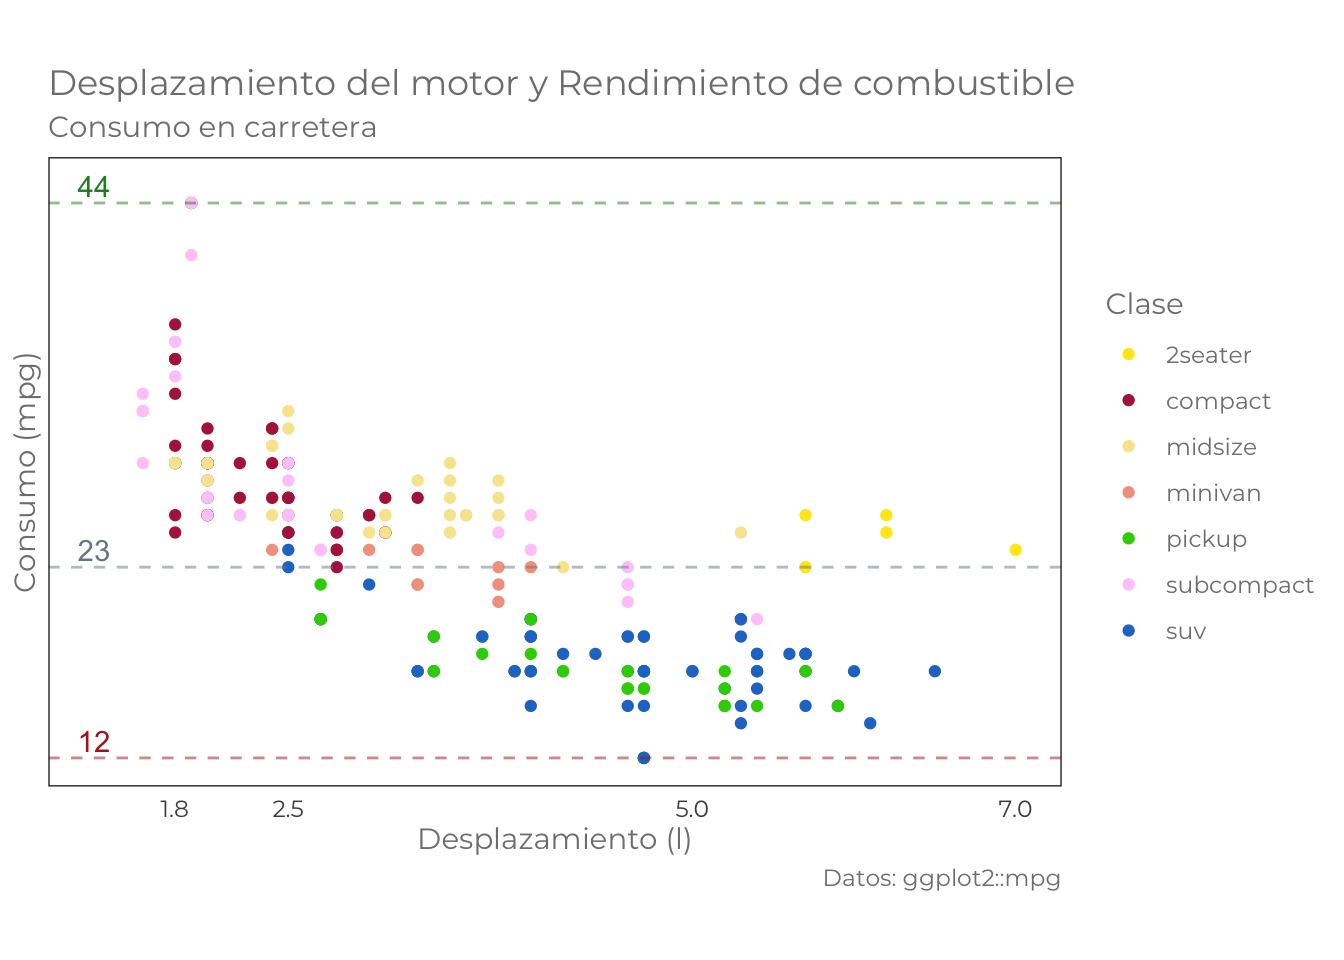 Desplazamiento del motor y Rendimiento de combustible
Consumo en carretera
44
23
12
Consumo (mpg)
1.8 2.5 5.0 7.0
Desplazamiento (l)
Datos: ggplot2::mpg
Clase
2seater
compact
midsize
minivan
pickup
subcompact
suv